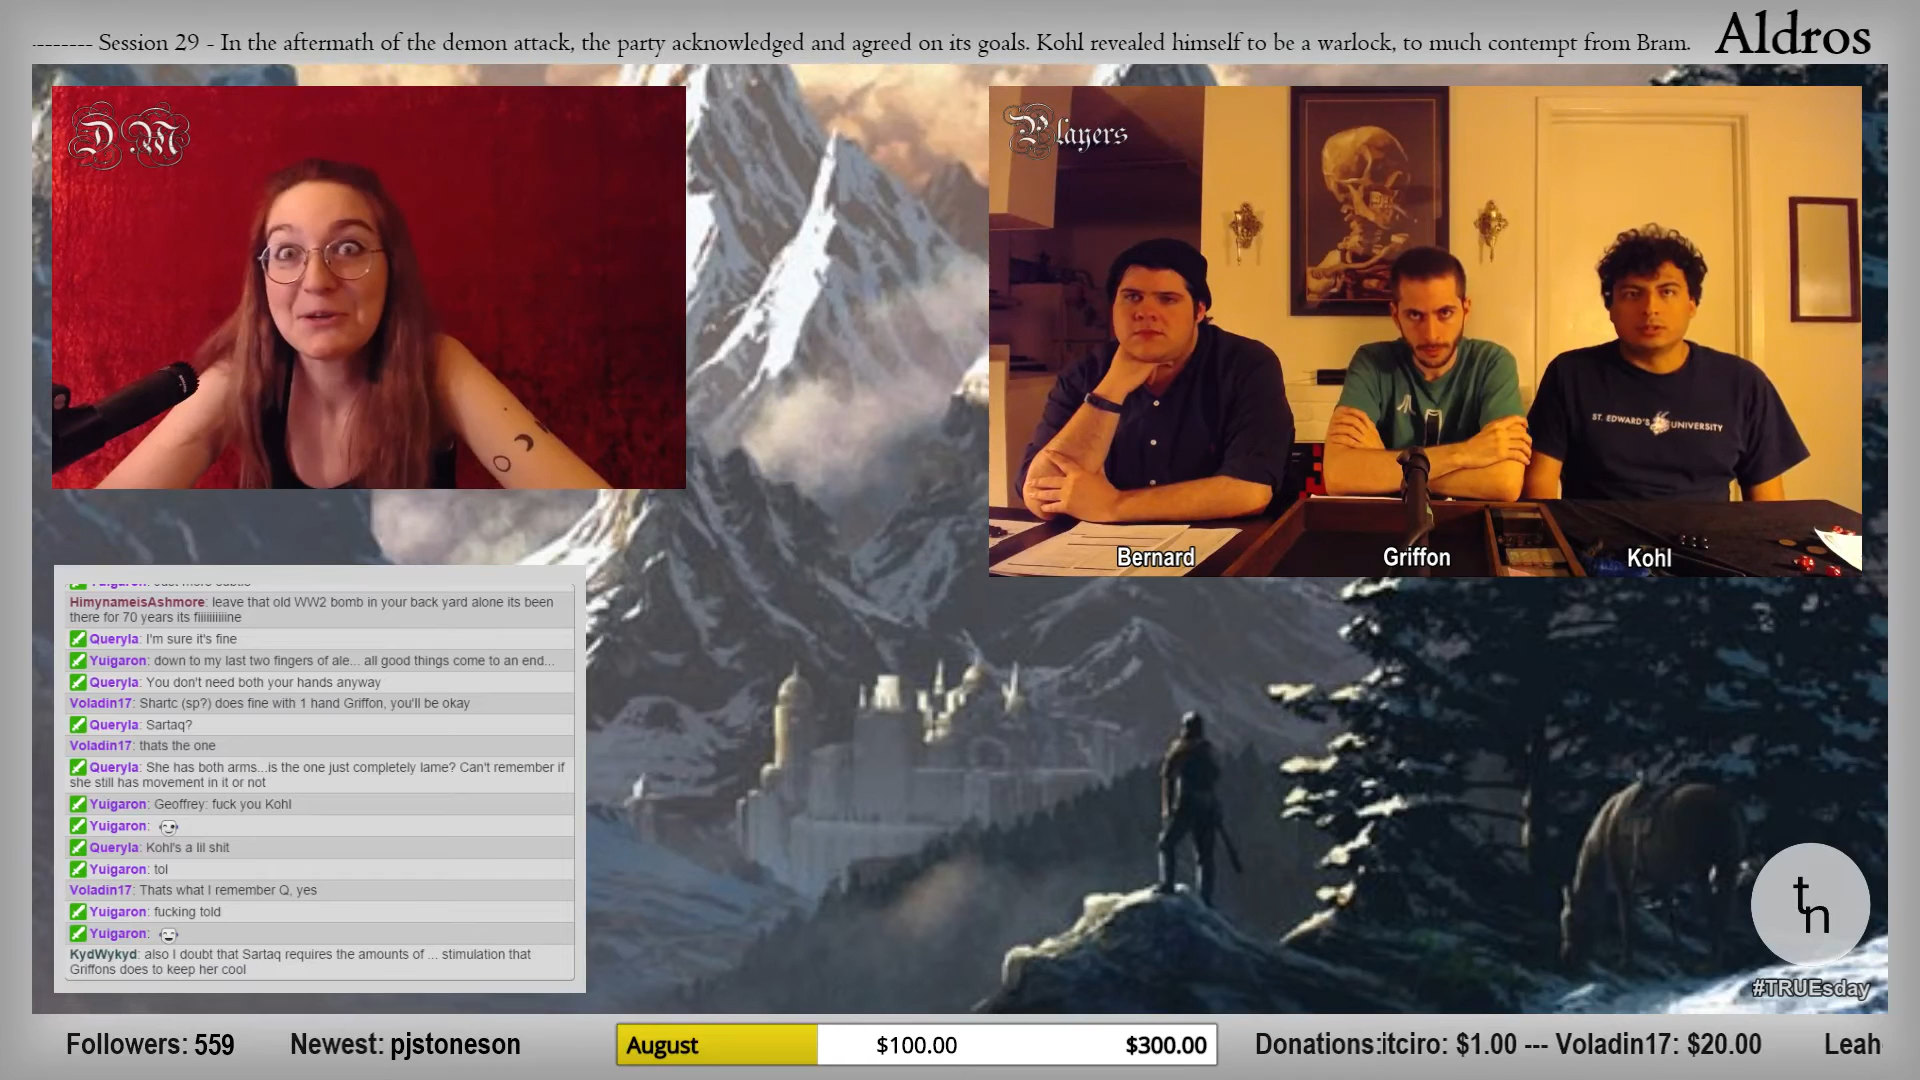 -------- Session 29 - In the aftermath of the demon attack, the party acknowledged and agreed on its goals. Kohl revealed himself to be a warlock, to much contempt from Bram.
Aldros
DM
Players
ST. EDWARD'S UNIVERSITY
Bernard
Griffon
Kohl
Yuigaron: Just more subtle
HimynameisAshmore: leave that old WW2 bomb in your back yard alone its been
there for 70 years its fiiiiiiiiiine
Queryla: I'm sure it's fine
Yuigaron: down to my last two fingers of ale... all good things come to an end...
Queryla: You don't need both your hands anyway
Voladin17: Shartc (sp?) does fine with 1 hand Griffon, you'll be okay
Queryla: Sartaq?
Voladin17: thats the one
Queryla: She has both arms...is the one just completely lame? Can't remember if
she still has movement in it or not
Yuigaron: Geoffrey: fuck you Kohl
Yuigaron:
Queryla: Kohl's a lil shit
Yuigaron: tol
Voladin17: Thats what I remember Q, yes
Yuigaron: fucking told
Yuigaron:
KydWykyd: also I doubt that Sartaq requires the amounts of ... stimulation that
Griffons does to keep her cool
tn
#TRUEsday
Followers: 559
Newest: pjstoneson
August
$100.00
$300.00
Donations: itciro: $1.00 --- Voladin17: $20.00
Leah